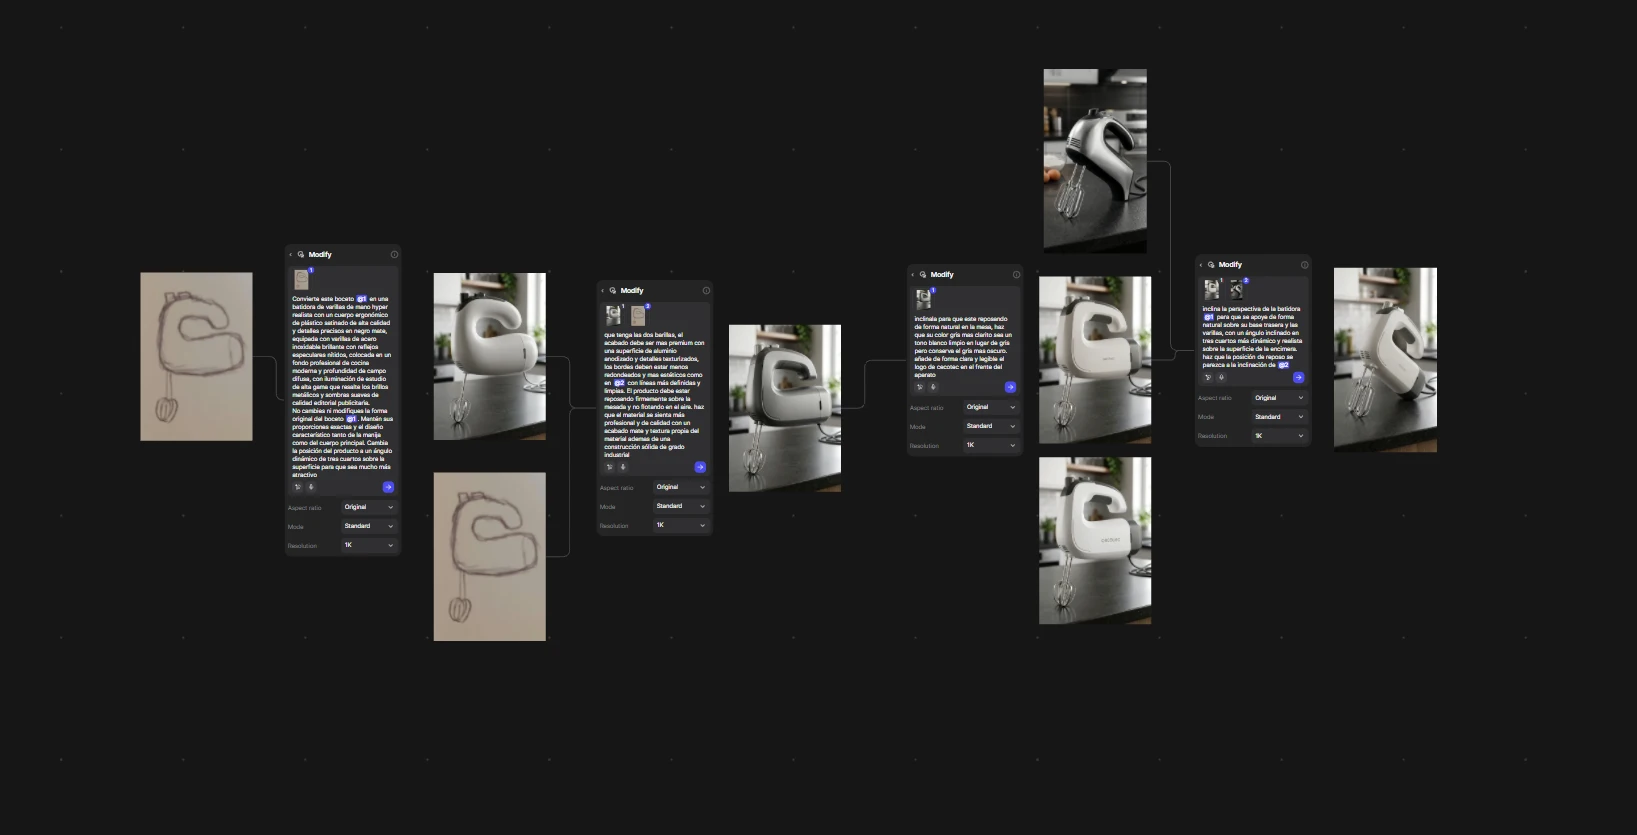 Modify
1
Convierte este boceto @1 en una
batidora de varillas de mano hyper
realista con un cuerpo ergonómico
de plástico satinado de alta calidad
y detalles precisos en negro mate,
equipada con varillas de acero
inoxidable brillante con reflejos
especulares nítidos, colocada en un
fondo profesional de cocina
moderna y profundidad de campo
difusa, con iluminación de estudio
de alta gama que resalte los brillos
metálicos y sombras suaves de
calidad editorial publicitaria.
No cambies ni modifiques la forma
original del boceto @1 . Mantén sus
proporciones exactas y el diseño
característico tanto de la manija
como del cuerpo principal. Cambia
la posición del producto a un ángulo
dinámico de tres cuartos sobre la
superficie para que sea mucho más
atractivo
Aspect ratio Original
Mode Standard
Resolution 1K
Modify
1 2
que tenga las dos barillas, el
acabado debe ser mas premium con
una superficie de aluminio
anodizado y detalles texturizados,
los bordes deben estar menos
redondeados y mas estéticos como
en @2 con líneas más definidas y
limpias. El producto debe estar
reposando firmemente sobre la
mesada y no flotando en el aire. haz
que el material se sienta más
profesional y de calidad con un
acabado mate y textura propia del
material ademas de una
construcción sólida de grado
industrial
Aspect ratio Original
Mode Standard
Resolution 1K
Modify
1
inclinala para que este reposando
de forma natural en la mesa, haz
que su color gris mas clarito sea un
tono blanco limpio en lugar de gris
pero conserva el gris mas oscuro.
añade de forma clara y legible el
logo de cecotec en el frente del
aparato
Aspect ratio Original
Mode Standard
Resolution 1K
Modify
1 2
inclina la perspectiva de la batidora
@1 para que se apoye de forma
natural sobre su base trasera y las
varillas, con un ángulo inclinado en
tres cuartos más dinámico y realista
sobre la superficie de la encimera.
haz que la posición de reposo se
parezca a la inclinación de @2
Aspect ratio Original
Mode Standard
Resolution 1K